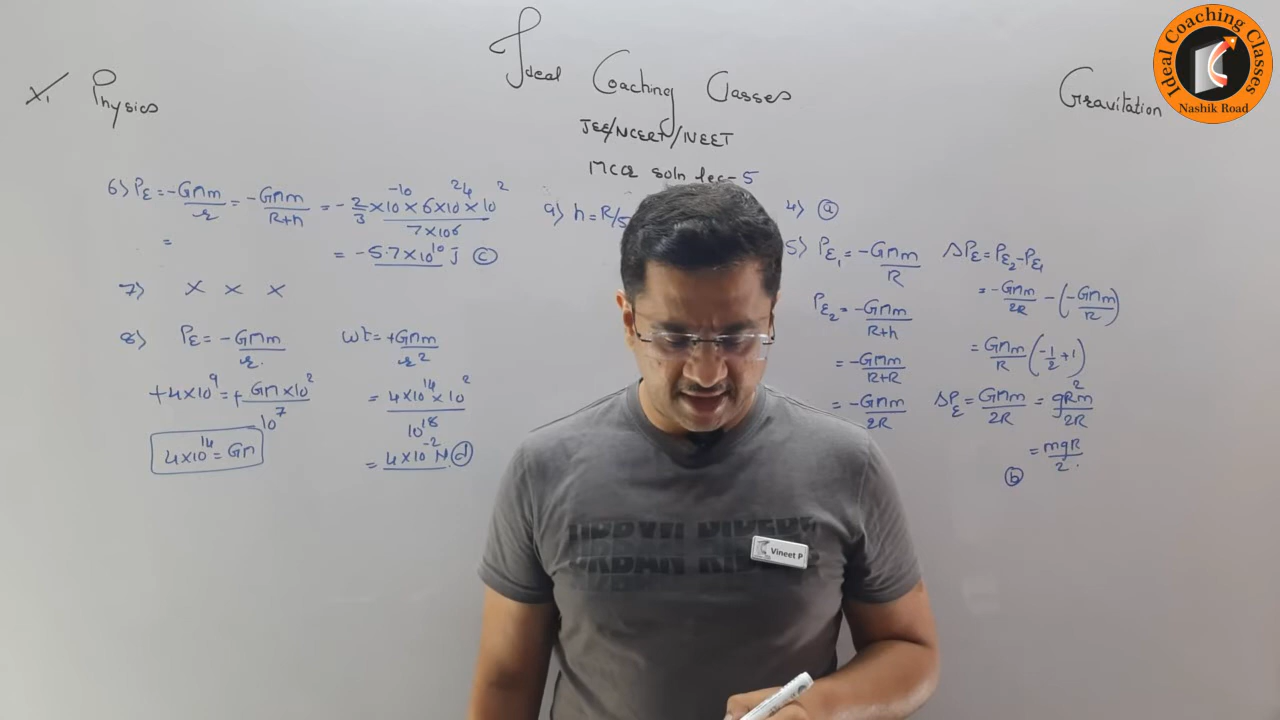 Ideal Coaching Classes
Nashik Road
Ideal Coaching Classes
XI Physics
Gravitation
JEE/NCERT/NEET
MCQ soln lec-5
6) PE = -GMm/r = -GMm/R+h = -2/3 × 10^-10 × 6×10^24 × 10^2 / 7×10^6
=
= -5.7×10^10 J (c)
7) × × ×
8) PE = -GMm/r.
+4×10^9 = +GM×10^2/10^7
4×10^14 = GM
wt = +GMm/r^2
= 4×10^14×10^2/10^18
= 4×10^-2 N (d)
9) h = R/5
4) (a)
5) PE1 = -GMm/R
PE2 = -GMm/R+h
= -GMm/R+R
= -GMm/2R
ΔPE = PE2 - PE1
= -GMm/2R - (-GMm/R)
= GMm/R (-1/2 + 1)
ΔPE = GMm/2R = gR^2m/2R
= mgR/2.
(b)
Vineet P